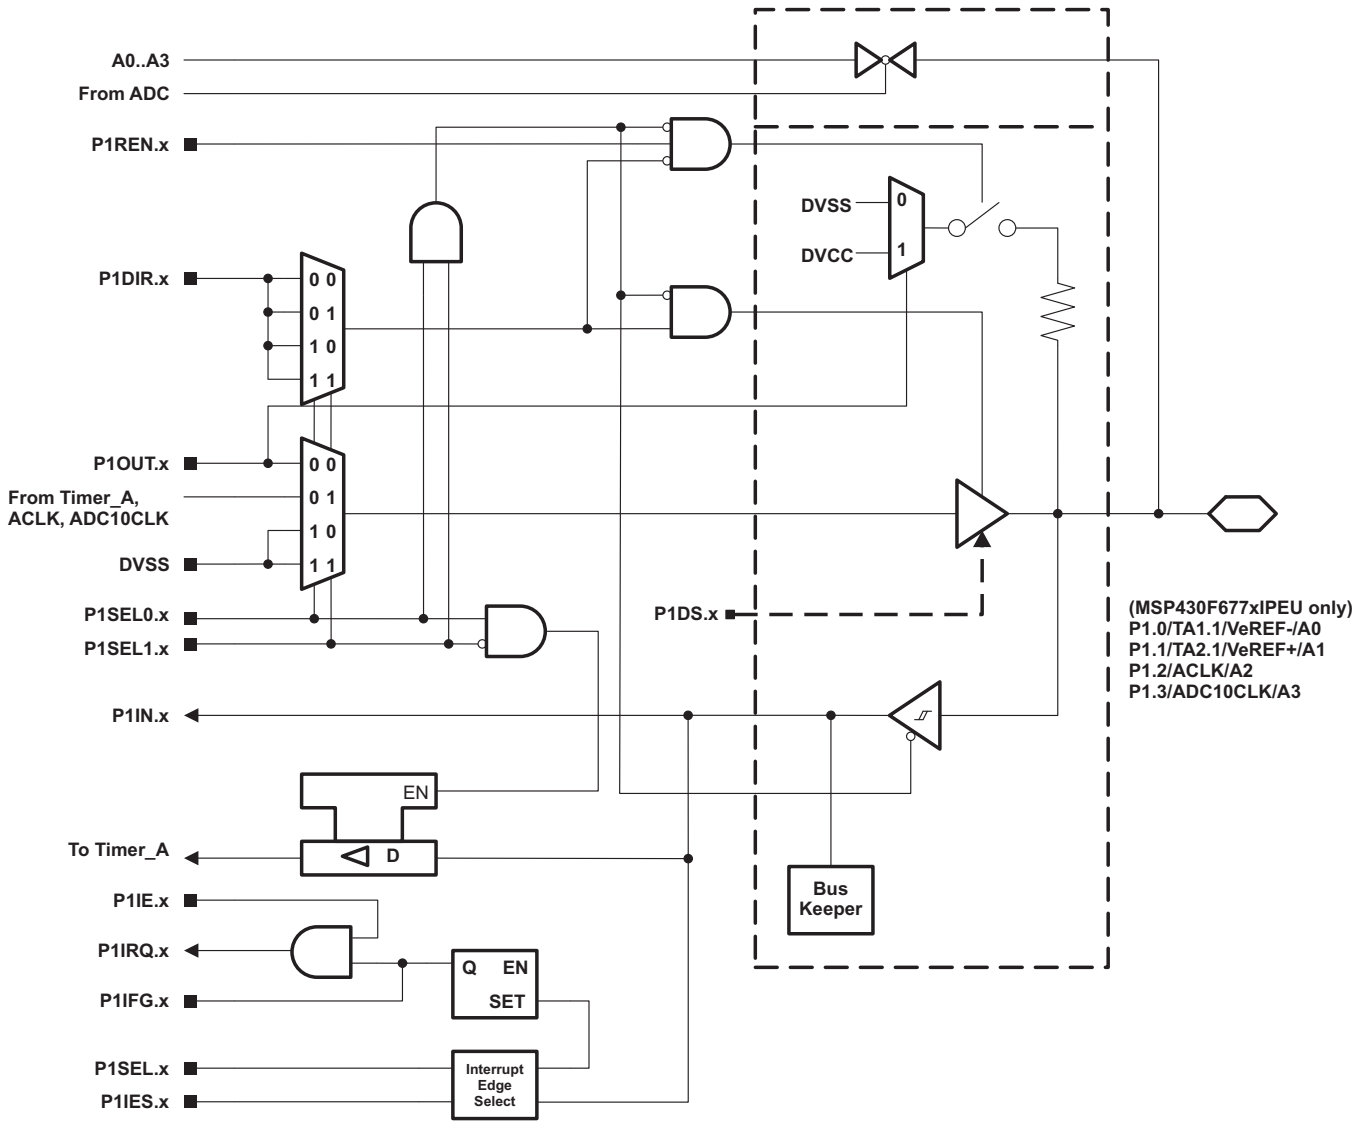 A0..A3
From ADC
P1REN.x
DVSS
0
DVCC
1
P1DIR.x
0 0
0 1
1 0
1 1
P1OUT.x
0 0
From Timer_A,
ACLK, ADC10CLK
0 1
1 0
DVSS
1 1
P1SEL0.x
P1SEL1.x
P1DS.x
(MSP430F677xIPEU only)
P1.0/TA1.1/VeREF-/A0
P1.1/TA2.1/VeREF+/A1
P1.2/ACLK/A2
P1.3/ADC10CLK/A3
P1IN.x
EN
To Timer_A
D
Bus
Keeper
P1IE.x
P1IRQ.x
Q EN
SET
P1IFG.x
P1SEL.x
P1IES.x
Interrupt
Edge
Select